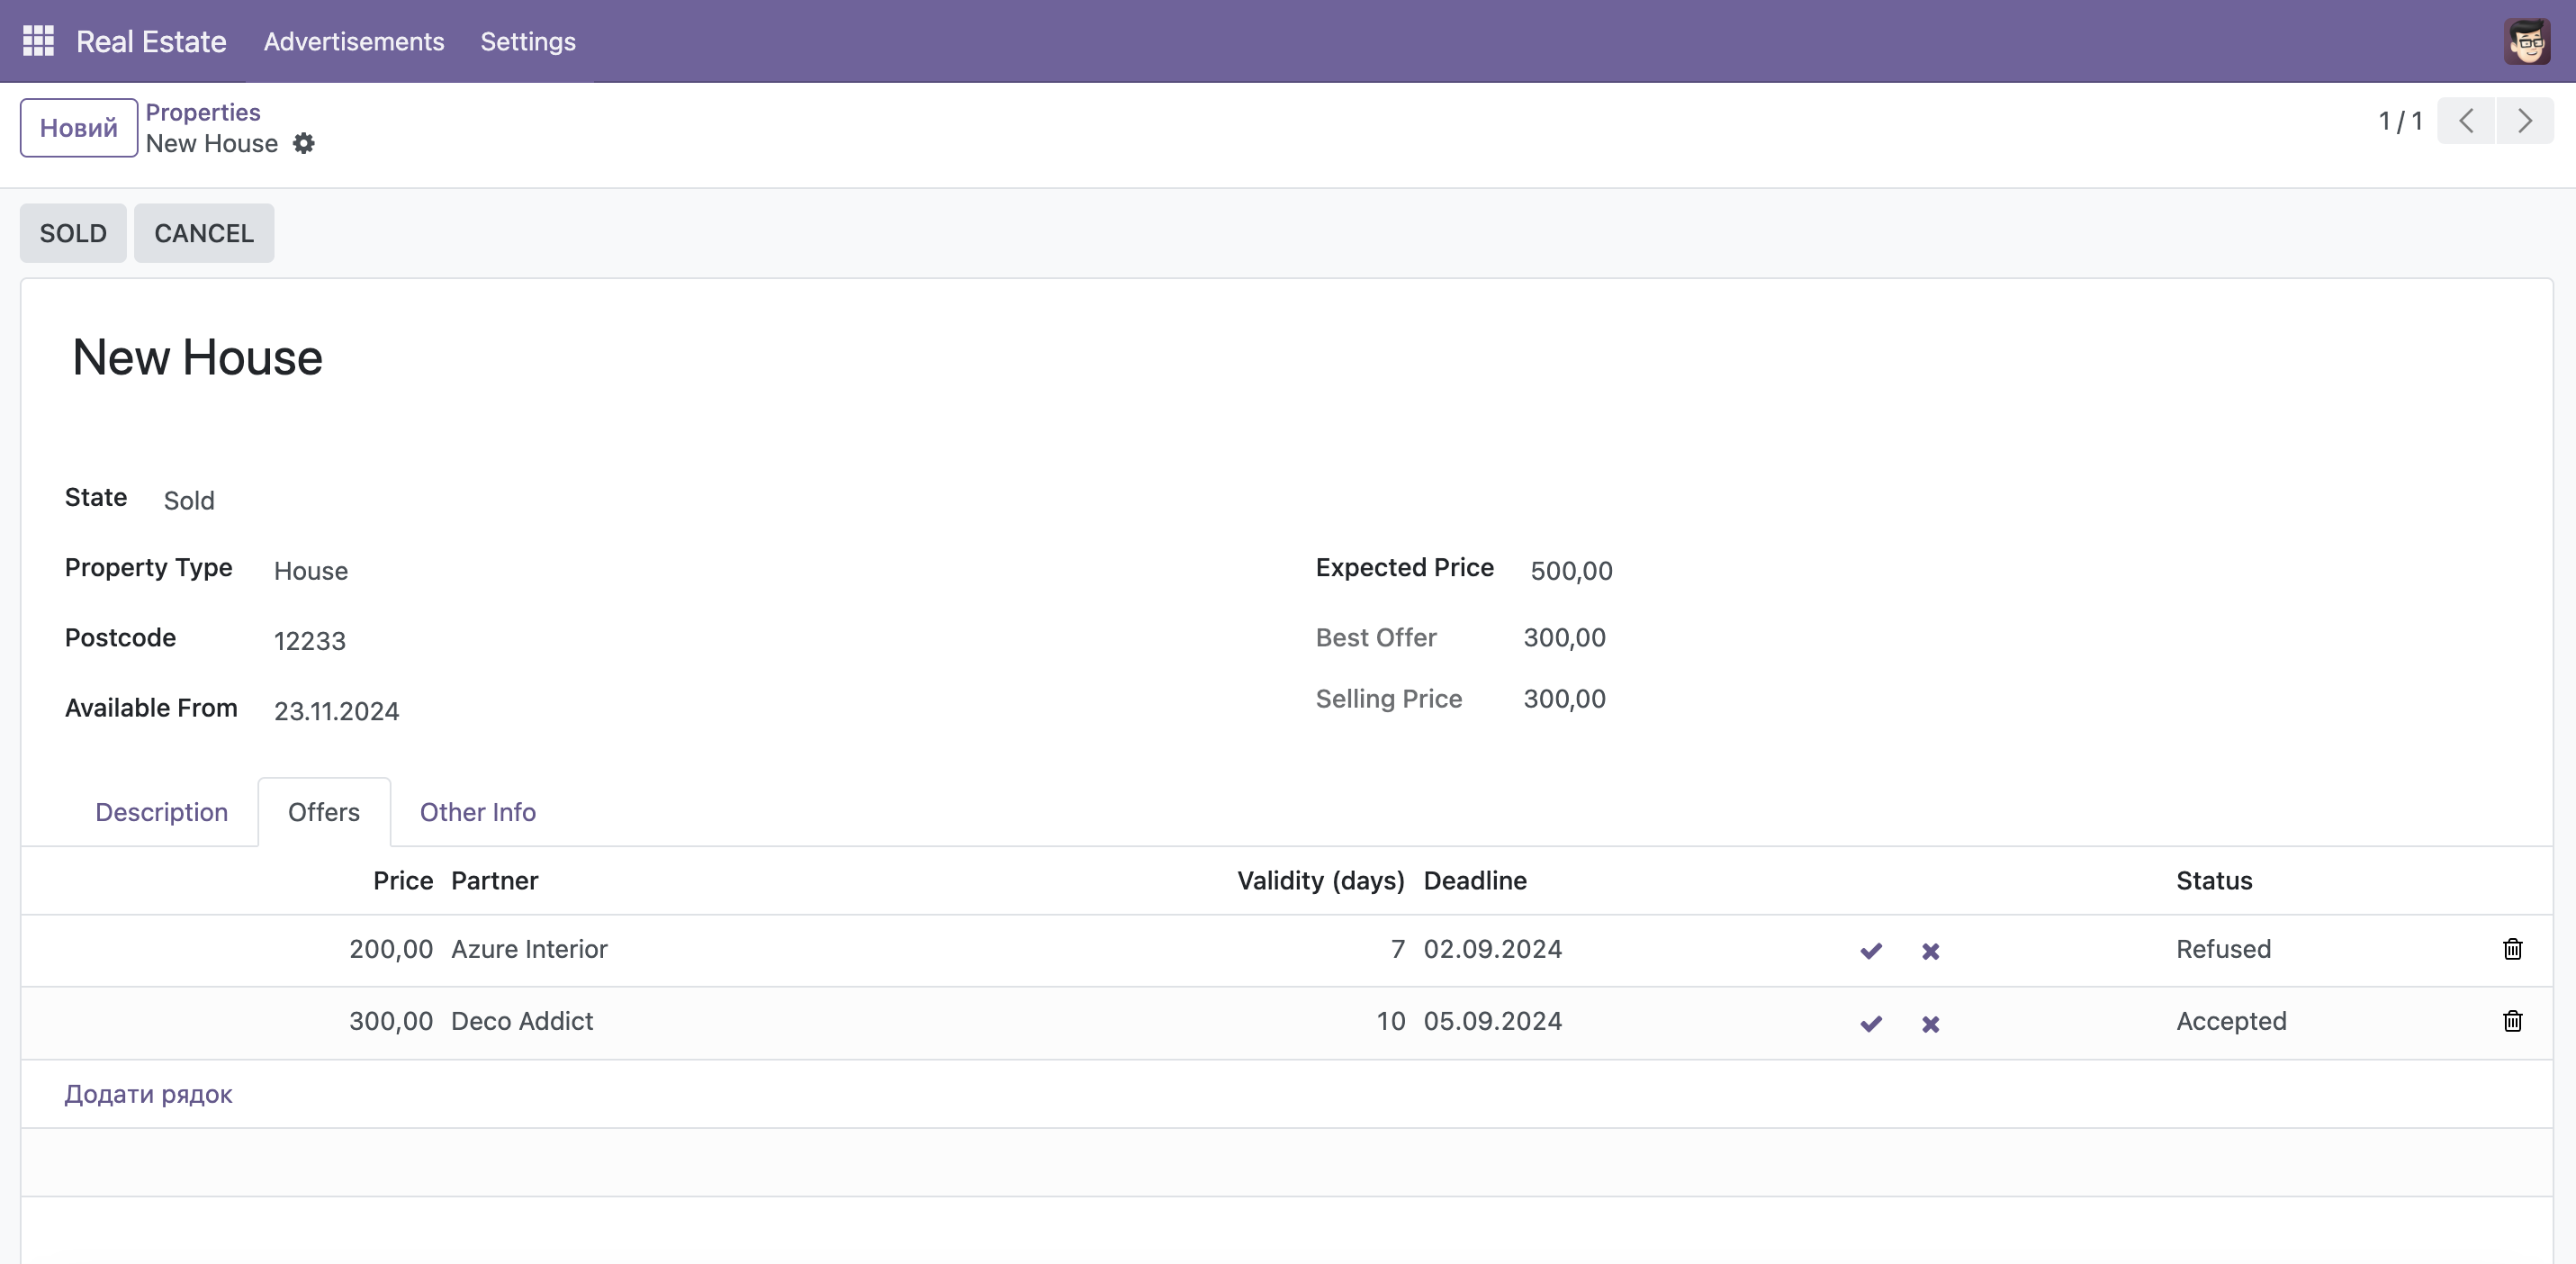 Real Estate Advertisements Settings
Новий
Properties
New House
1 / 1
SOLD CANCEL
New House
State Sold
Property Type House
Expected Price 500,00
Postcode 12233
Best Offer 300,00
Available From 23.11.2024
Selling Price 300,00
Description Offers Other Info
Price Partner Validity (days) Deadline Status
200,00 Azure Interior 7 02.09.2024 Refused
300,00 Deco Addict 10 05.09.2024 Accepted
Додати рядок